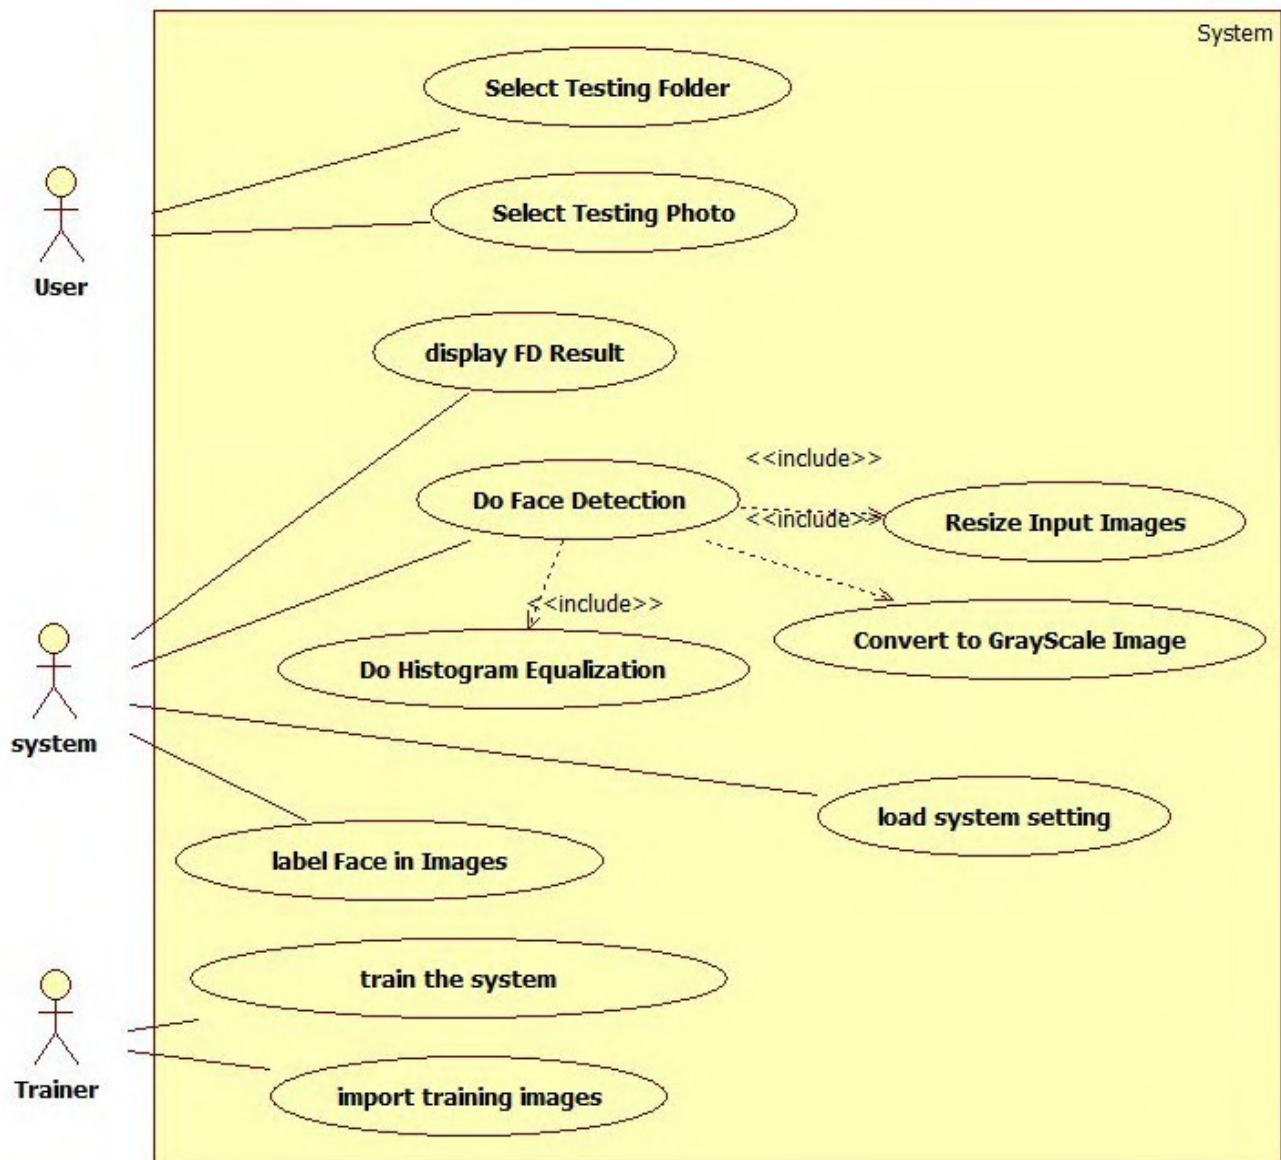 System
Select Testing Folder
Select Testing Photo
User
display FD Result
<<include>>
Do Face Detection
<<include>>
Resize Input Images
<<include>>
Convert to GrayScale Image
Do Histogram Equalization
system
load system setting
label Face in Images
train the system
Trainer
import training images